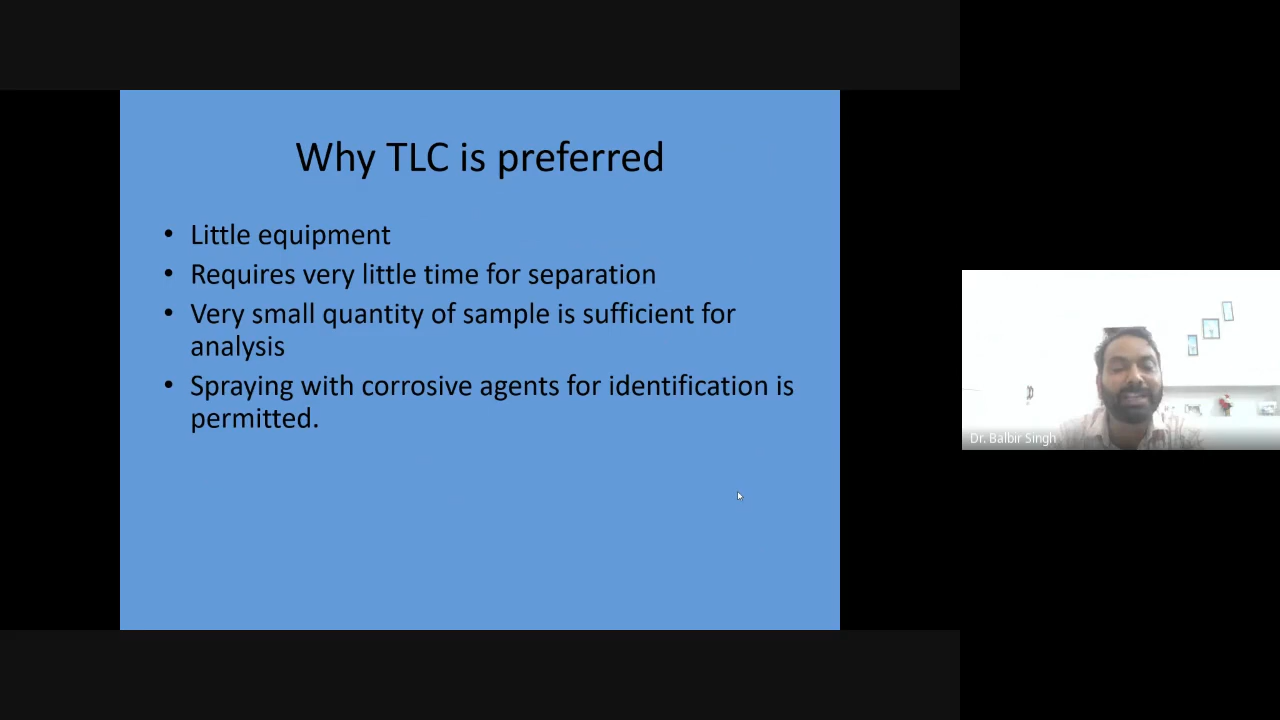 Why TLC is preferred
• Little equipment
• Requires very little time for separation
• Very small quantity of sample is sufficient for
analysis
• Spraying with corrosive agents for identification is
permitted.
Dr. Balbir Singh